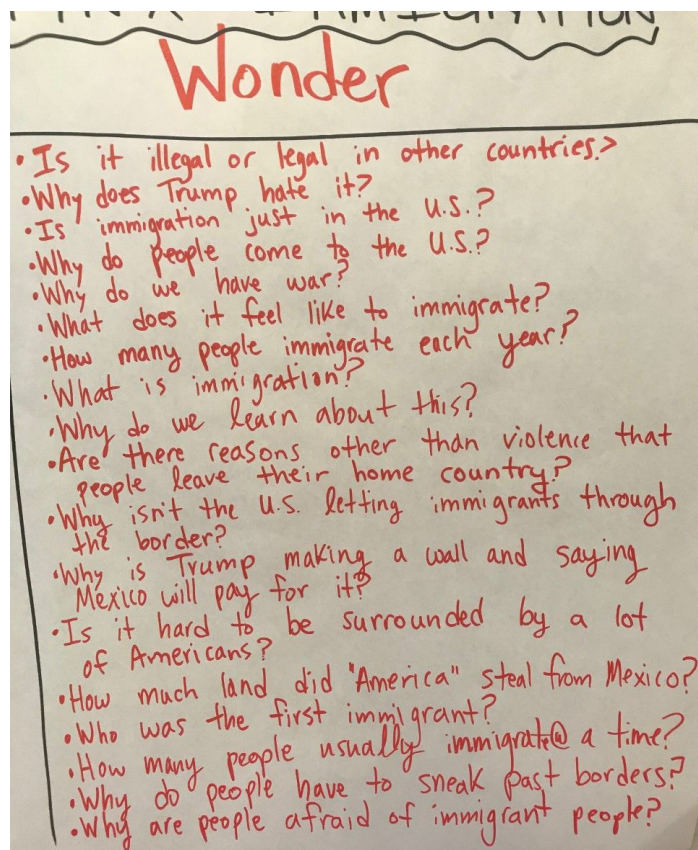 IMMIGRATION
Wonder
• Is it illegal or legal in other countries?
• Why does Trump hate it?
• Is immigration just in the U.S.?
• Why do people come to the U.S.?
• Why do we have war?
• What does it feel like to immigrate?
• How many people immigrate each year?
• What is immigration?
• Why do we learn about this?
• Are there reasons other than violence that
people leave their home country?
• Why isn't the U.S. letting immigrants through
the border?
• Why is Trump making a wall and saying
Mexico will pay for it?
• Is it hard to be surrounded by a lot
of Americans?
• How much land did "America" steal from Mexico?
• Who was the first immigrant?
• How many people usually immigrate@ a time?
• Why do people have to sneak past borders?
• Why are people afraid of immigrant people?